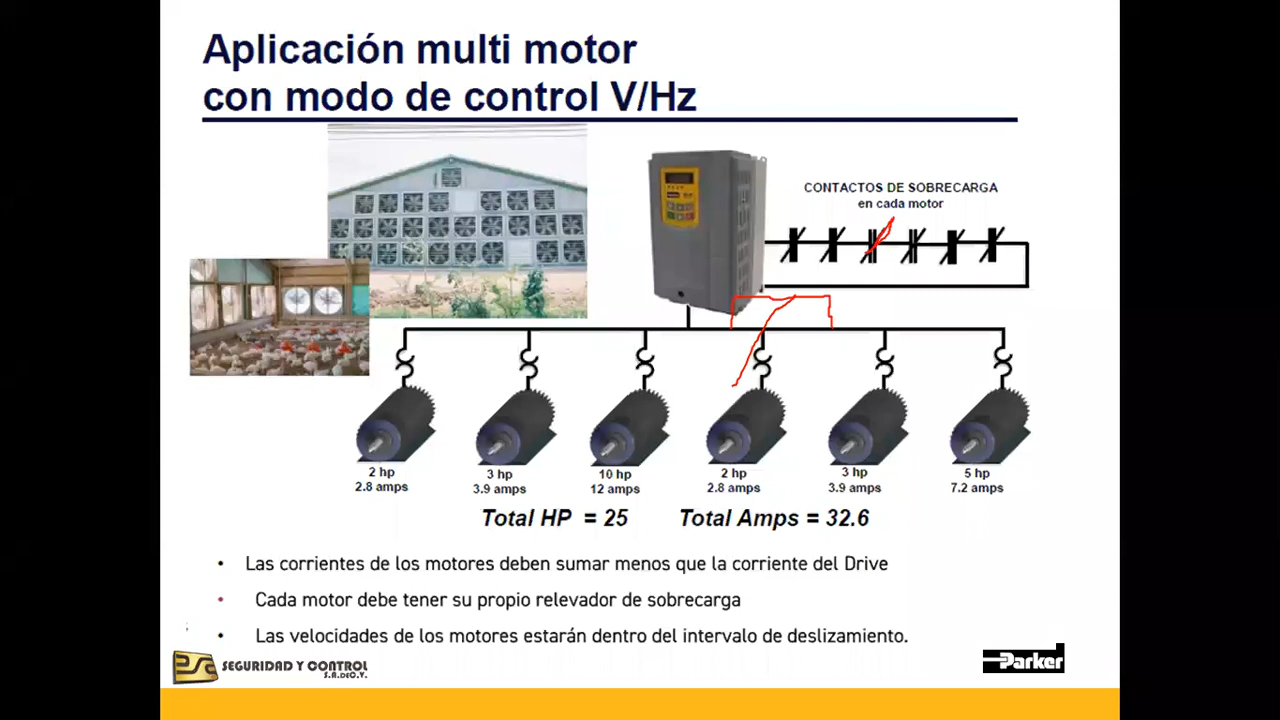 Aplicación multi motor
con modo de control V/Hz
CONTACTOS DE SOBRECARGA
en cada motor
2 hp
2.8 amps
3 hp
3.9 amps
10 hp
12 amps
2 hp
2.8 amps
3 hp
3.9 amps
5 hp
7.2 amps
Total HP = 25
Total Amps = 32.6
• Las corrientes de los motores deben sumar menos que la corriente del Drive
• Cada motor debe tener su propio relevador de sobrecarga
• Las velocidades de los motores estarán dentro del intervalo de deslizamiento.
SEGURIDAD Y CONTROL
S.A. DE C.V.
Parker